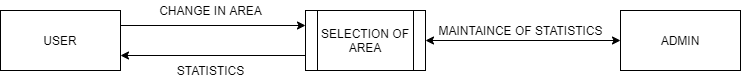 CHANGE IN AREA
USER
SELECTION OF
AREA
MAINTAINCE OF STATISTICS
ADMIN
STATISTICS